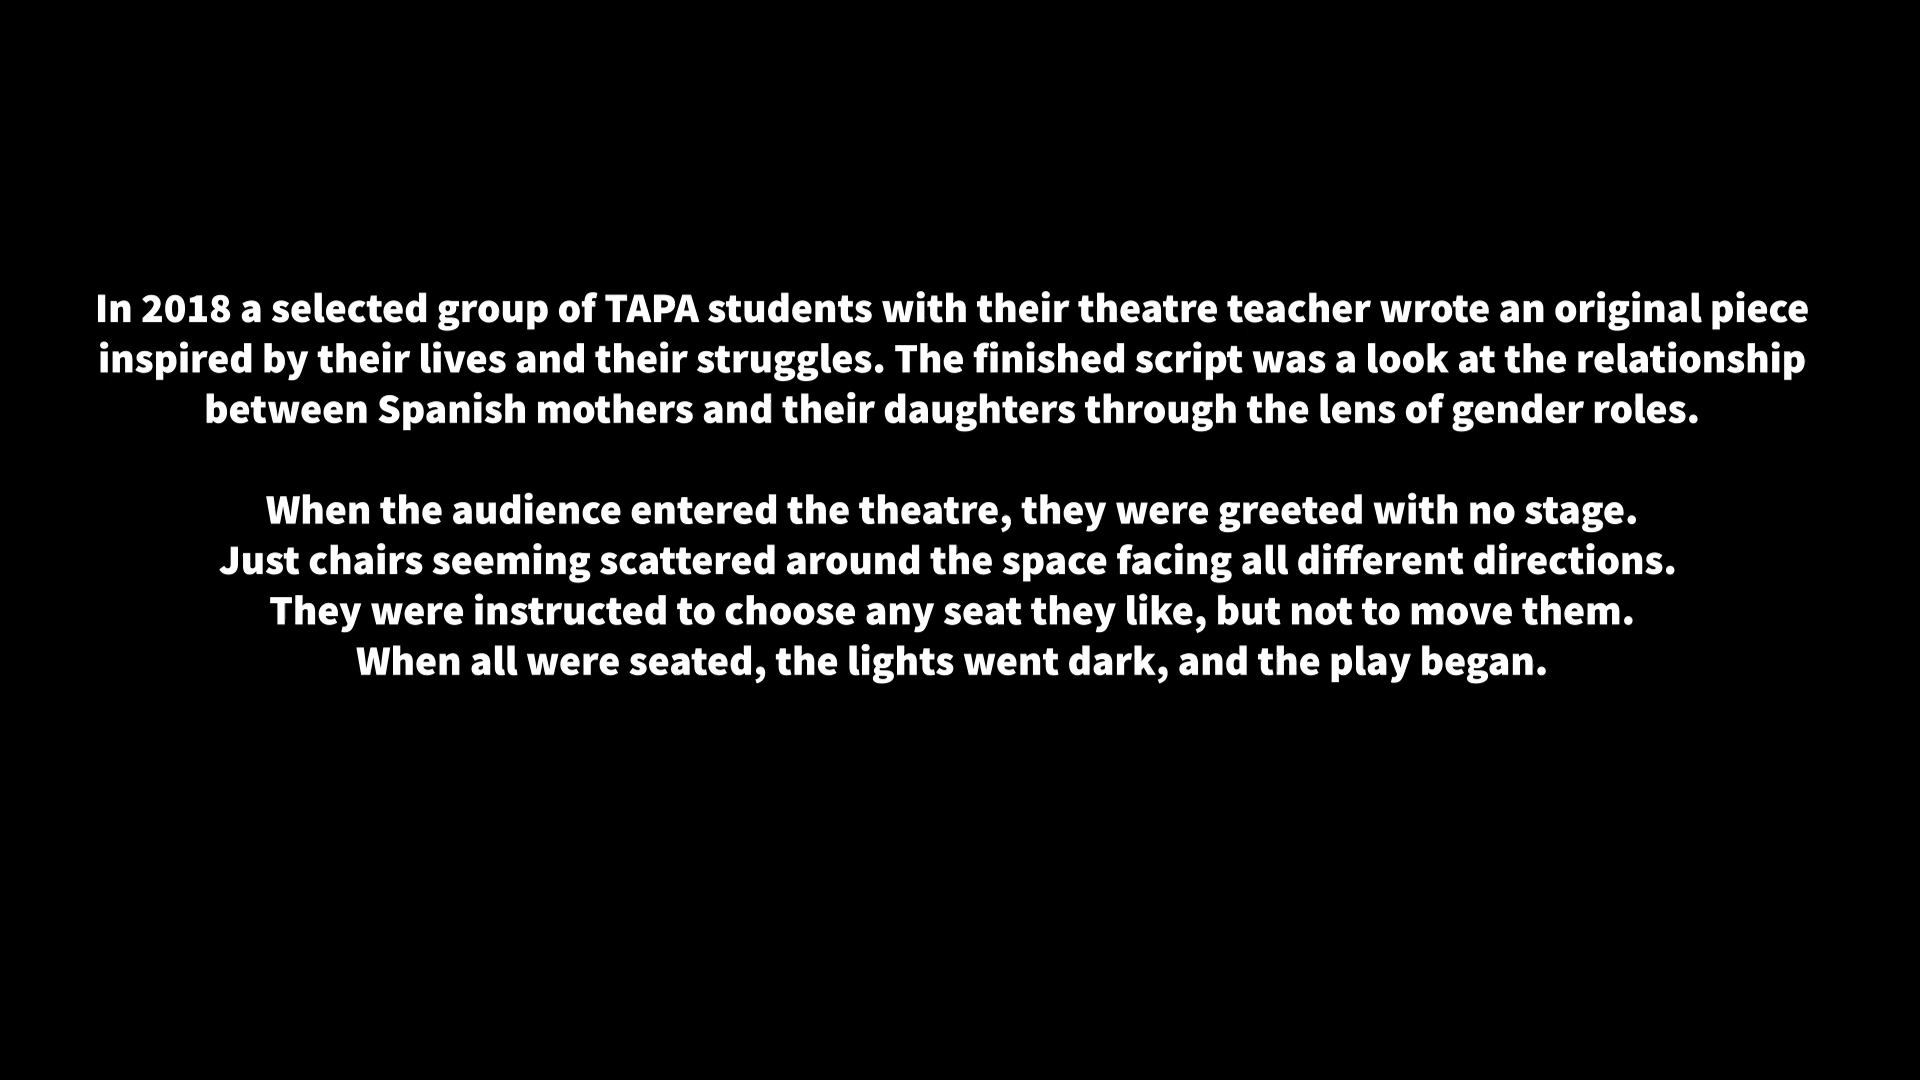 In 2018 a selected group of TAPA students with their theatre teacher wrote an original piece
inspired by their lives and their struggles. The finished script was a look at the relationship
between Spanish mothers and their daughters through the lens of gender roles.
When the audience entered the theatre, they were greeted with no stage.
Just chairs seeming scattered around the space facing all different directions.
They were instructed to choose any seat they like, but not to move them.
When all were seated, the lights went dark, and the play began.